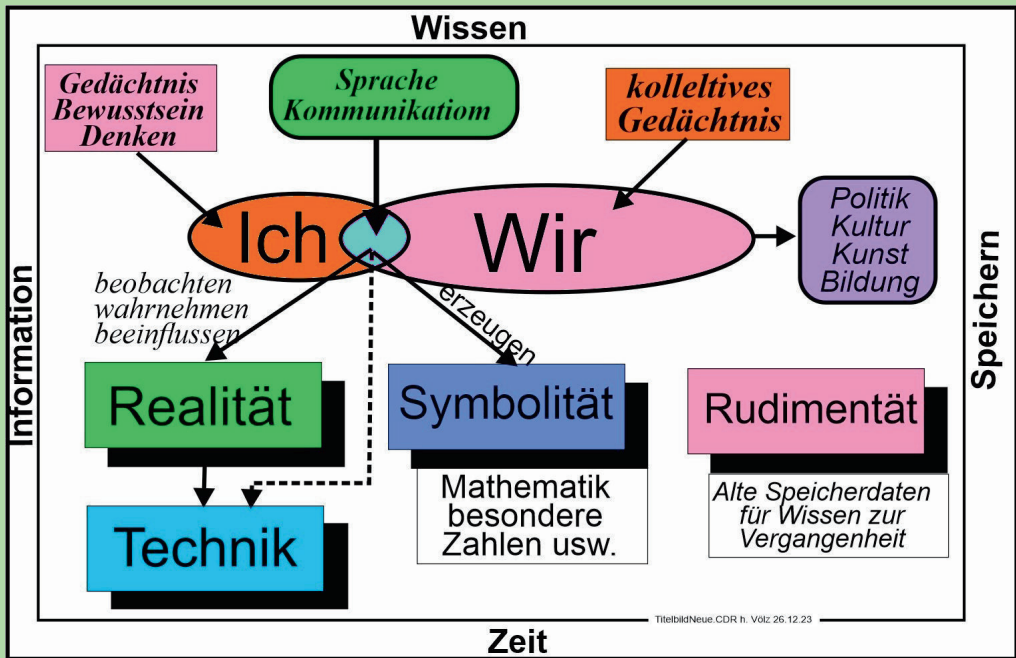 Wissen
Gedächtnis
Bewusstsein
Denken
Sprache
Kommunikatiom
kolleltives
Gedächtnis
Ich
Wir
Politik
Kultur
Kunst
Bildung
Information
Speichern
beobachten
wahrnehmen
beeinflussen
erzeugen
Realität
Symbolität
Rudimentät
Mathematik
besondere
Zahlen usw.
Alte Speicherdaten
für Wissen zur
Vergangenheit
Technik
TitelbildNeue.CDR h. Völz 26.12.23
Zeit